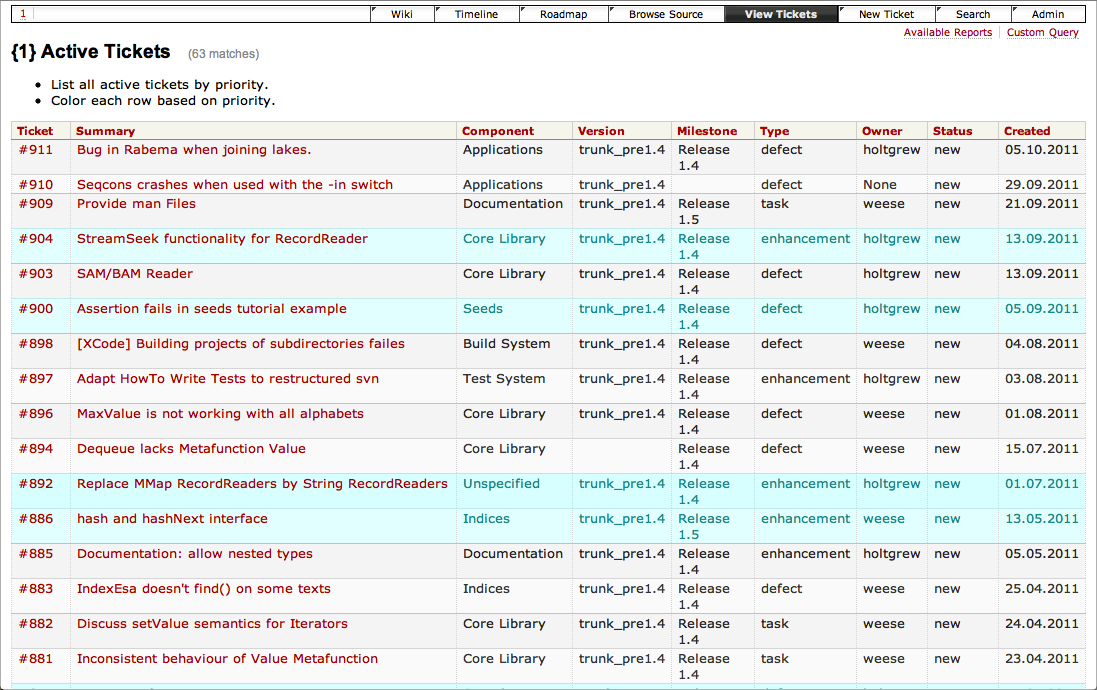 1 Wiki Timeline Roadmap Browse Source View Tickets New Ticket Search Admin
Available Reports Custom Query
{1} Active Tickets (63 matches)
• List all active tickets by priority.
• Color each row based on priority.
Ticket Summary Component Version Milestone Type Owner Status Created
#911 Bug in Rabema when joining lakes. Applications trunk_pre1.4 Release defect holtgrew new 05.10.2011
1.4
#910 Seqcons crashes when used with the -in switch Applications trunk_pre1.4 defect None new 29.09.2011
#909 Provide man Files Documentation trunk_pre1.4 Release task weese new 21.09.2011
1.5
#904 StreamSeek functionality for RecordReader Core Library trunk_pre1.4 Release enhancement holtgrew new 13.09.2011
1.4
#903 SAM/BAM Reader Core Library trunk_pre1.4 Release defect holtgrew new 13.09.2011
1.4
#900 Assertion fails in seeds tutorial example Seeds trunk_pre1.4 Release defect holtgrew new 05.09.2011
1.4
#898 [XCode] Building projects of subdirectories failes Build System trunk_pre1.4 Release defect weese new 04.08.2011
1.4
#897 Adapt HowTo Write Tests to restructured svn Test System trunk_pre1.4 Release enhancement holtgrew new 03.08.2011
1.4
#896 MaxValue is not working with all alphabets Core Library trunk_pre1.4 Release defect weese new 01.08.2011
1.4
#894 Dequeue lacks Metafunction Value Core Library Release defect weese new 15.07.2011
1.4
#892 Replace MMap RecordReaders by String RecordReaders Unspecified trunk_pre1.4 Release enhancement holtgrew new 01.07.2011
1.4
#886 hash and hashNext interface Indices trunk_pre1.4 Release enhancement weese new 13.05.2011
1.5
#885 Documentation: allow nested types Documentation trunk_pre1.4 Release enhancement holtgrew new 05.05.2011
1.4
#883 IndexEsa doesn't find() on some texts Indices trunk_pre1.4 Release defect weese new 25.04.2011
1.4
#882 Discuss setValue semantics for Iterators Core Library trunk_pre1.4 Release task weese new 24.04.2011
1.4
#881 Inconsistent behaviour of Value Metafunction Core Library trunk_pre1.4 Release task weese new 23.04.2011
1.4